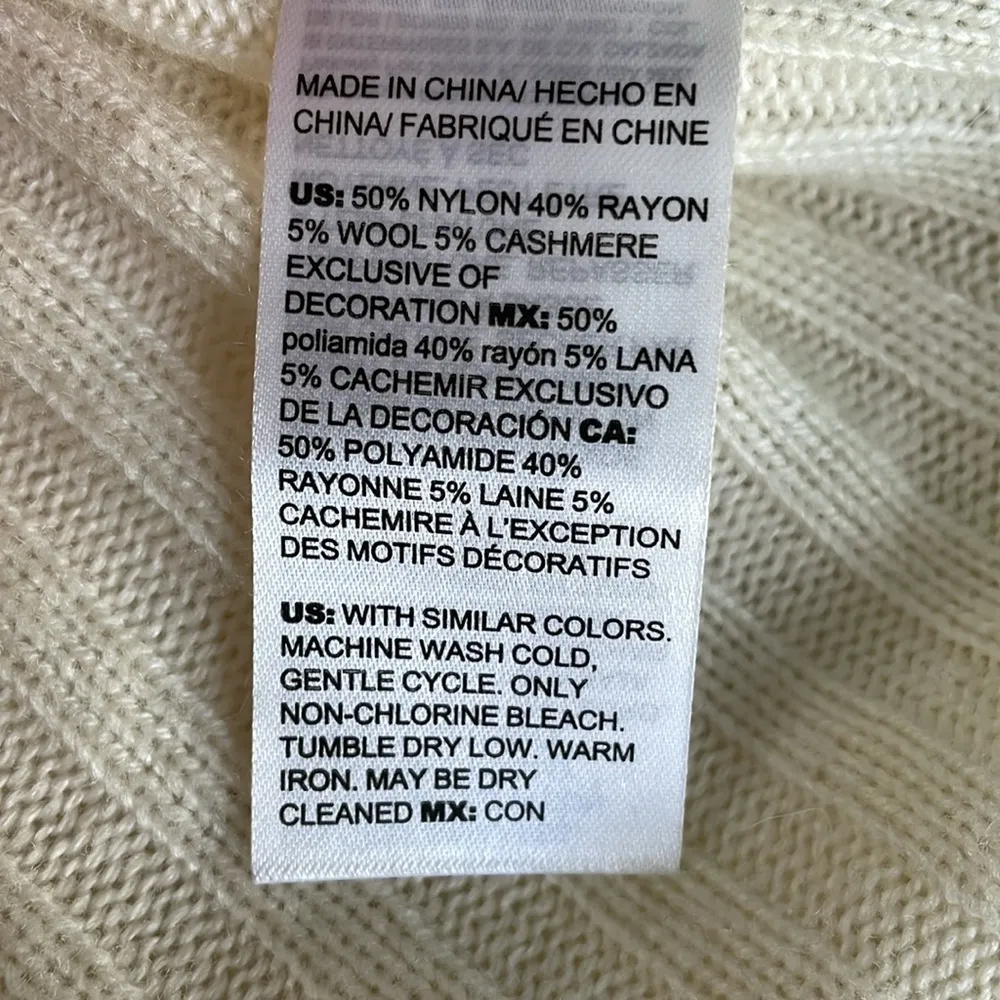 MADE IN CHINA/ HECHO EN
CHINA/ FABRIQUÉ EN CHINE
US: 50% NYLON 40% RAYON
5% WOOL 5% CASHMERE
EXCLUSIVE OF
DECORATION MX: 50%
poliamida 40% rayón 5% LANA
5% CACHEMIR EXCLUSIVO
DE LA DECORACIÓN CA:
50% POLYAMIDE 40%
RAYONNE 5% LAINE 5%
CACHEMIRE À L'EXCEPTION
DES MOTIFS DÉCORATIFS
US: WITH SIMILAR COLORS.
MACHINE WASH COLD,
GENTLE CYCLE. ONLY
NON-CHLORINE BLEACH.
TUMBLE DRY LOW. WARM
IRON. MAY BE DRY
CLEANED MX: CON